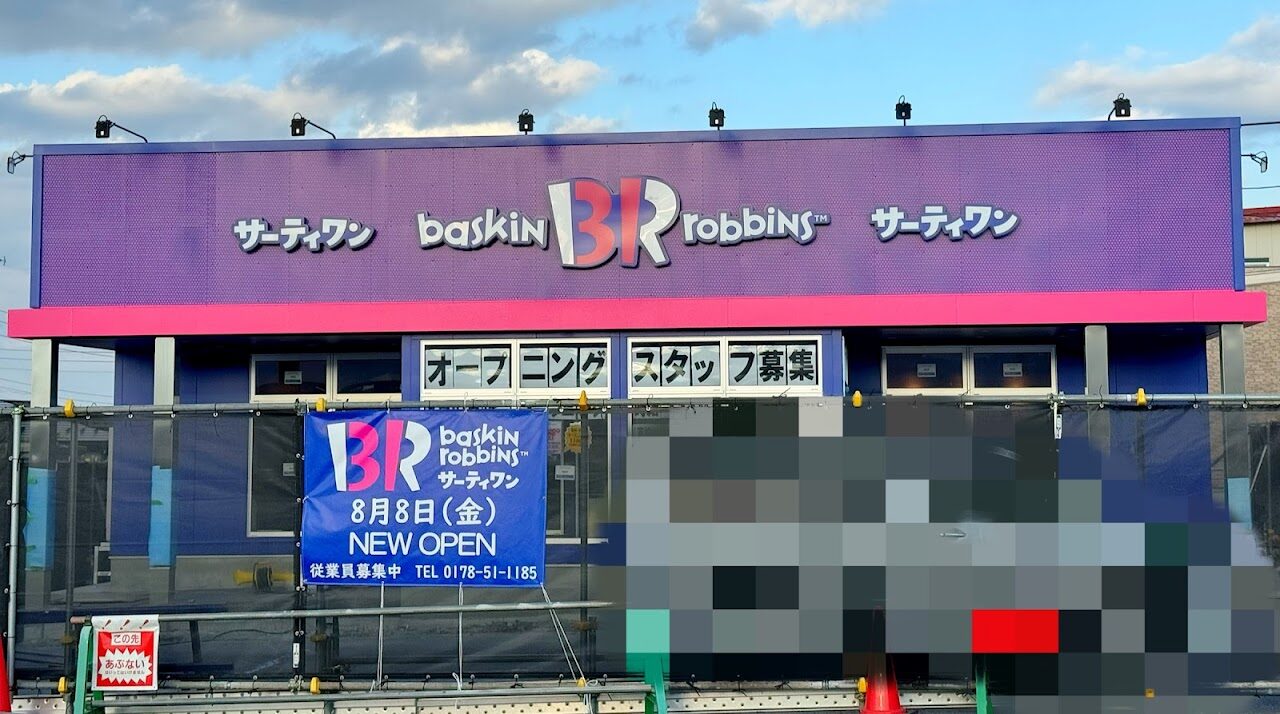 サーティワン baskin BR robbins™ サーティワン
オープニング スタッフ募集
BR baskin robbins™
サーティワン
8月8日(金)
NEW OPEN
従業員募集中 TEL 0178-51-1185
この先
あぶない